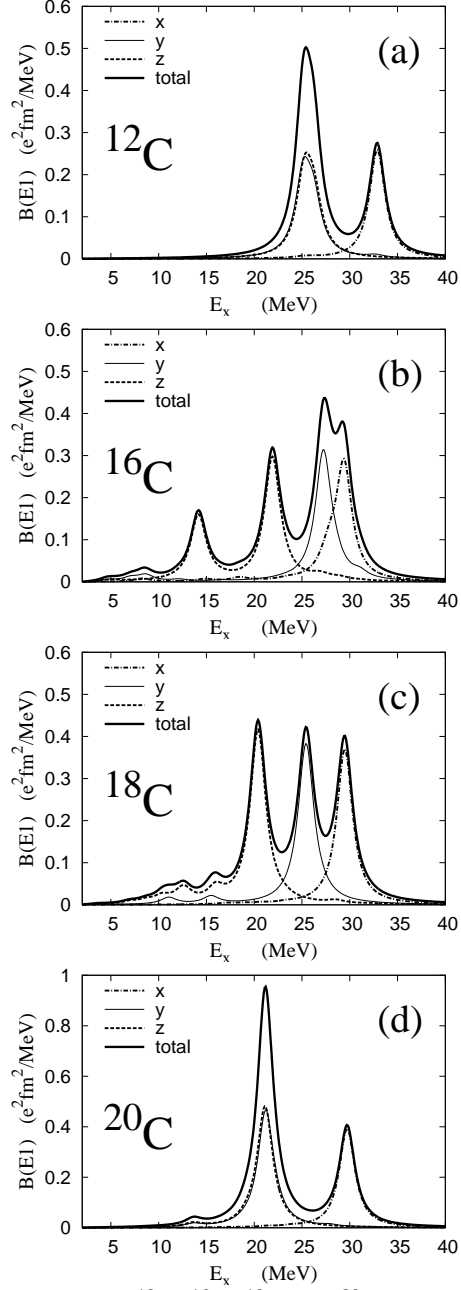 0.6
0.5
0.4
0.3
0.2
0.1
0
B(E1) (e²fm²/MeV)
x
y
z
total
(a)
¹²C
5 10 15 20 25 30 35 40
Eₓ (MeV)
0.6
0.5
0.4
0.3
0.2
0.1
0
B(E1) (e²fm²/MeV)
x
y
z
total
(b)
¹⁶C
5 10 15 20 25 30 35 40
Eₓ (MeV)
0.6
0.5
0.4
0.3
0.2
0.1
0
B(E1) (e²fm²/MeV)
x
y
z
total
(c)
¹⁸C
5 10 15 20 25 30 35 40
Eₓ (MeV)
1
0.8
0.6
0.4
0.2
0
B(E1) (e²fm²/MeV)
x
y
z
total
(d)
²⁰C
5 10 15 20 25 30 35 40
Eₓ (MeV)